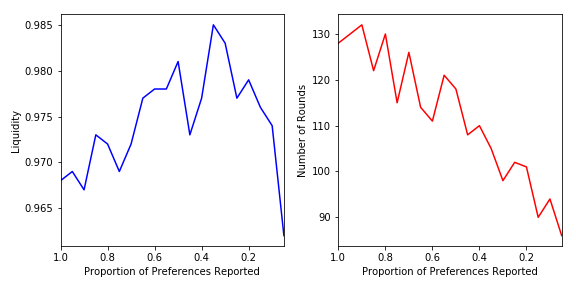 0.985
0.980
0.975
0.970
0.965
Liquidity
1.0 0.8 0.6 0.4 0.2
Proportion of Preferences Reported
130
120
110
100
90
Number of Rounds
1.0 0.8 0.6 0.4 0.2
Proportion of Preferences Reported